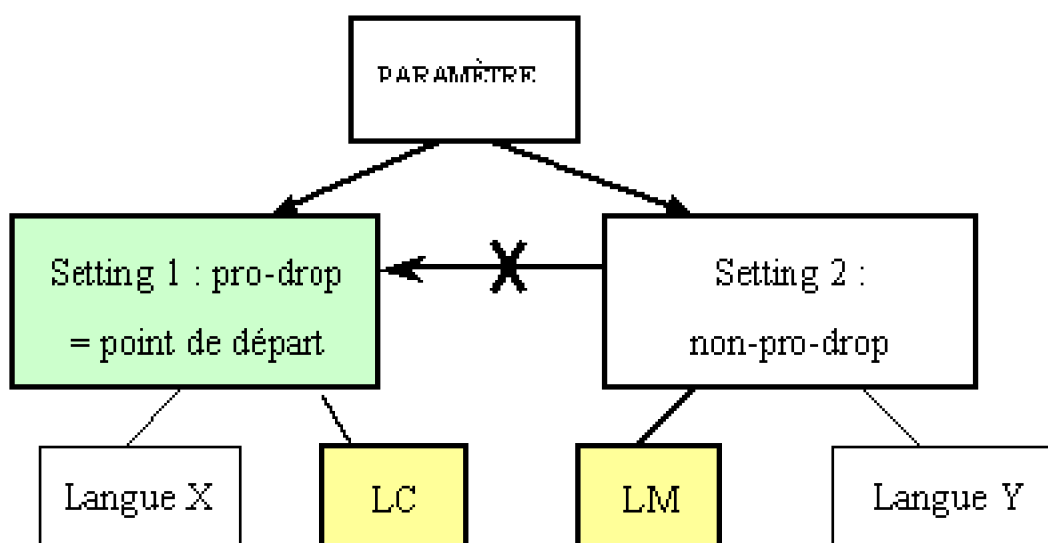 PARAMÈTRE
Setting 1 : pro-drop
= point de départ
Setting 2 :
non-pro-drop
Langue X
LC
LM
Langue Y